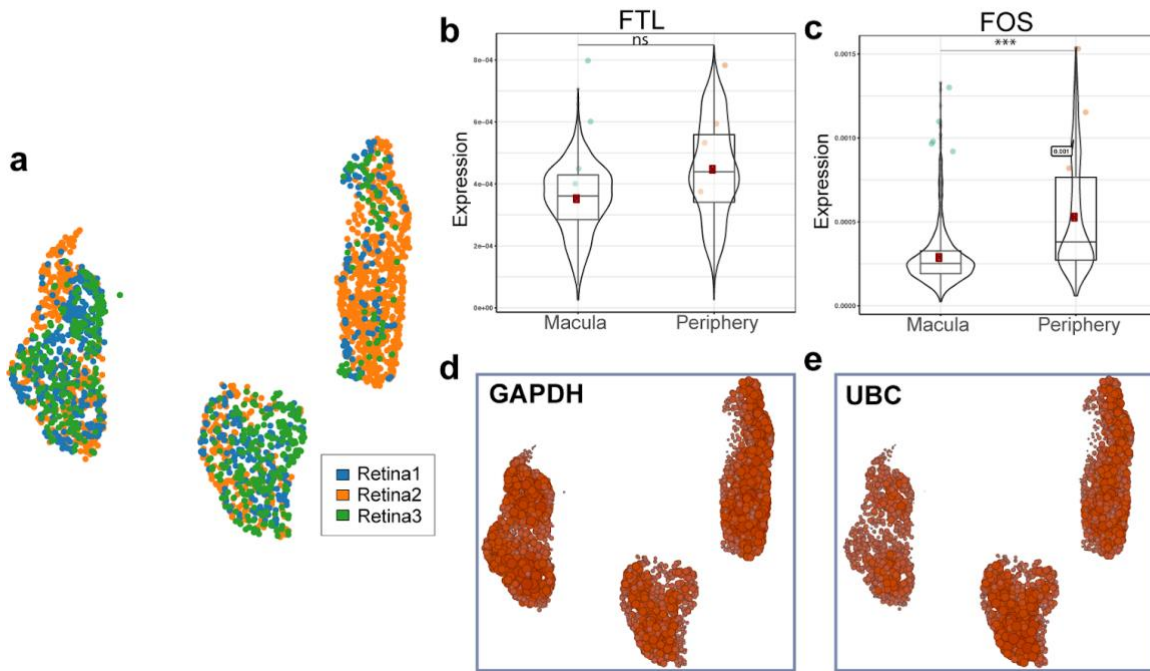 a
Retina1
Retina2
Retina3
b
FTL
ns
Expression
8e-04
6e-04
4e-04
2e-04
0e+00
Macula
Periphery
c
FOS
***
Expression
0.0015
0.0010
0.0005
0.0000
0.001
Macula
Periphery
d
GAPDH
e
UBC